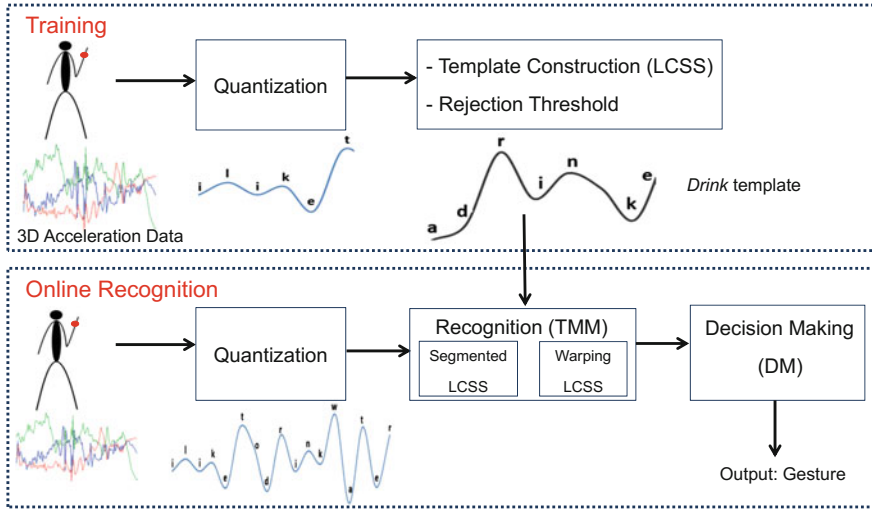 Training
Quantization
- Template Construction (LCSS)
- Rejection Threshold
i l i k e t
a d r i n k e
Drink template
3D Acceleration Data
Online Recognition
Quantization
Recognition (TMM)
Segmented
LCSS
Warping
LCSS
Decision Making
(DM)
i l i k e t o d r i n k w a t e r
Output: Gesture